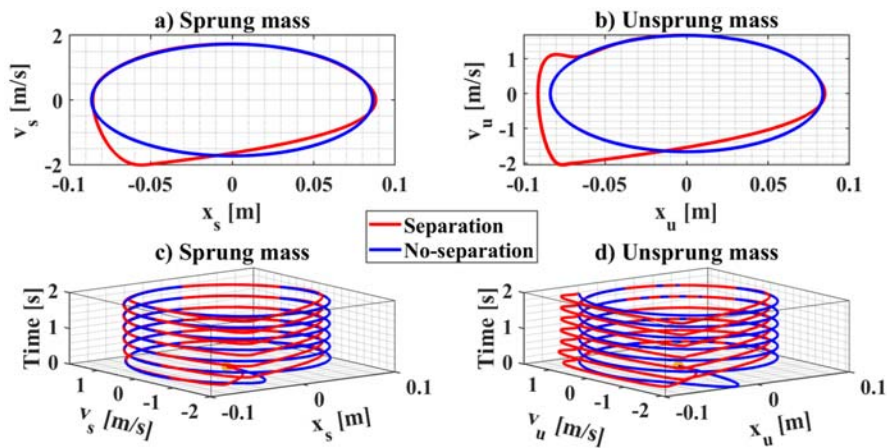 a) Sprung mass
b) Unsprung mass
2
0
-2
v_s [m/s]
-0.1
-0.05
0
0.05
0.1
x_s [m]
1
0
-1
-2
v_u [m/s]
-0.1
-0.05
0
0.05
0.1
x_u [m]
Separation
No-separation
c) Sprung mass
d) Unsprung mass
2
1
0
Time [s]
1
0
-1
-2
v_s [m/s]
-0.1
0
0.1
x_s [m]
2
1
0
Time [s]
1
0
-1
-2
v_u [m/s]
-0.1
0
0.1
x_u [m]